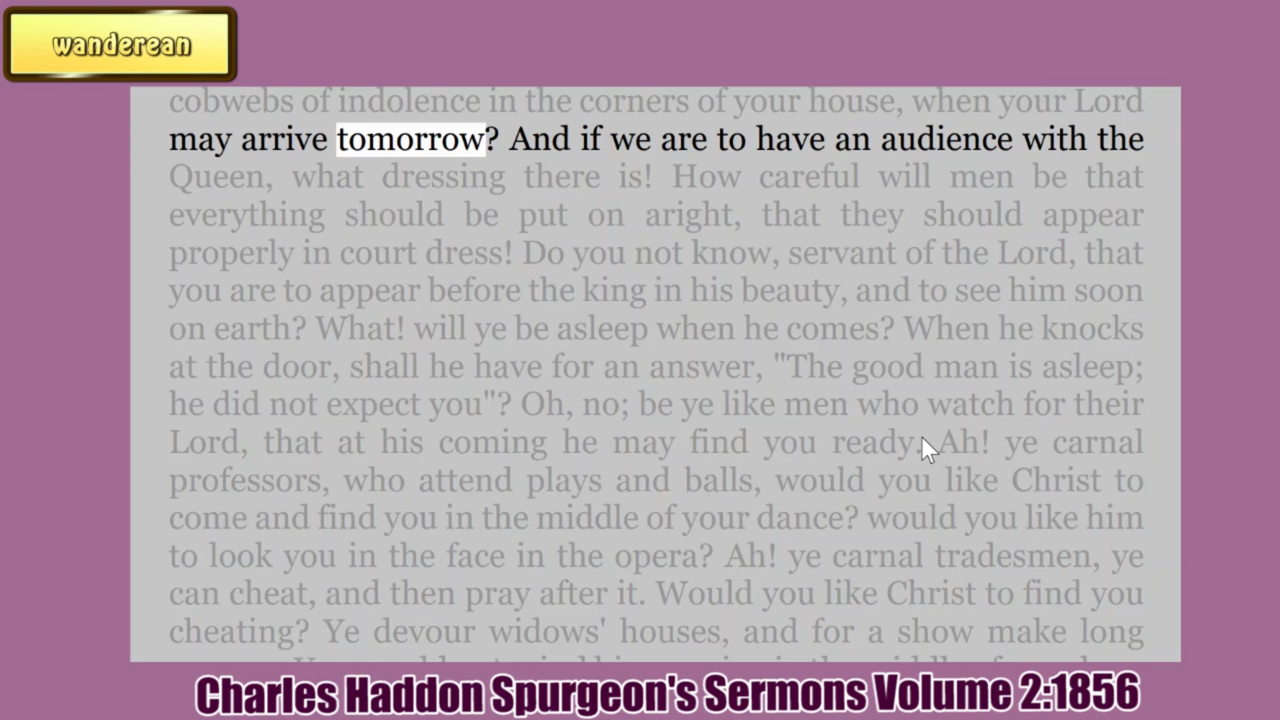 wanderean
cobwebs of indolence in the corners of your house, when your Lord
may arrive tomorrow? And if we are to have an audience with the
Queen, what dressing there is! How careful will men be that
everything should be put on aright, that they should appear
properly in court dress! Do you not know, servant of the Lord, that
you are to appear before the king in his beauty, and to see him soon
on earth? What! will ye be asleep when he comes? When he knocks
at the door, shall he have for an answer, "The good man is asleep;
he did not expect you"? Oh, no; be ye like men who watch for their
Lord, that at his coming he may find you ready. Ah! ye carnal
professors, who attend plays and balls, would you like Christ to
come and find you in the middle of your dance? would you like him
to look you in the face in the opera? Ah! ye carnal tradesmen, ye
can cheat, and then pray after it. Would you like Christ to find you
cheating? Ye devour widows' houses, and for a show make long
Charles Haddon Spurgeon's Sermons Volume 2:1856